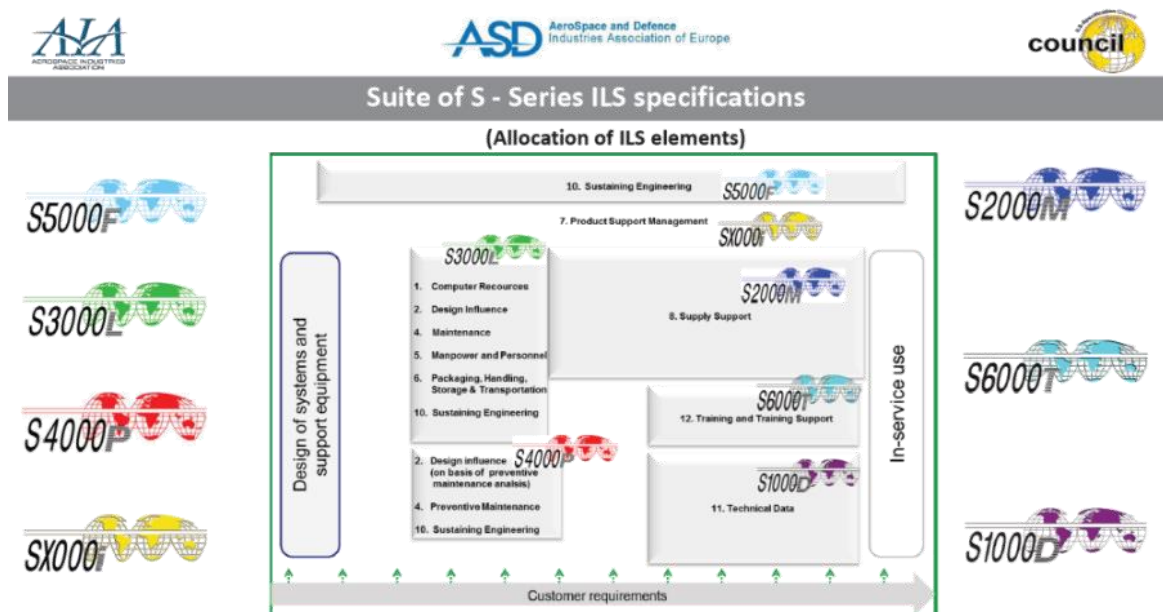 AIA
AEROSPACE INDUSTRIES
ASSOCIATION
ASD
AeroSpace and Defence
Industries Association of Europe
council
Suite of S - Series ILS specifications
(Allocation of ILS elements)
S5000F
S3000L
S4000P
SX000i
10. Sustaining Engineering
S5000F
7. Product Support Management
SX000i
Design of systems and
support equipment
S3000L
1. Computer Recources
2. Design Influence
4. Maintenance
5. Manpower and Personnel
6. Packaging, Handling,
Storage & Transportation
10. Sustaining Engineering
S4000P
2. Design influence
(on basis of preventive
maintenance analsis)
4. Preventive Maintenance
10. Sustaining Engineering
S2000M
8. Supply Support
S6000T
12. Training and Training Support
S1000D
11. Technical Data
In-service use
Customer requirements
S2000M
S6000T
S1000D